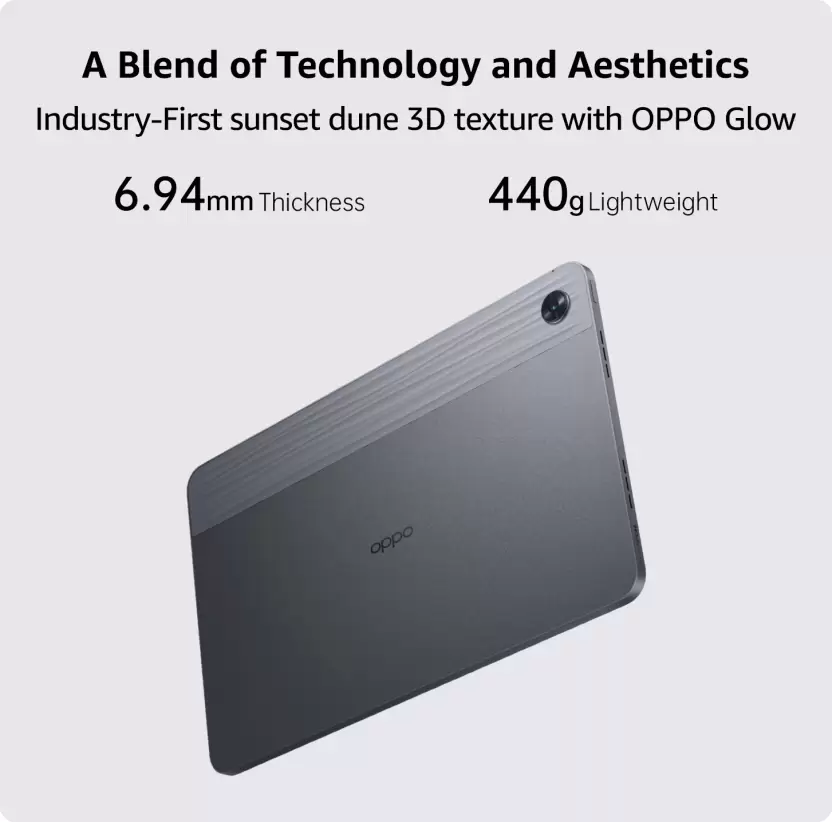 A Blend of Technology and Aesthetics
Industry-First sunset dune 3D texture with OPPO Glow
6.94mm Thickness 440g Lightweight
oppo